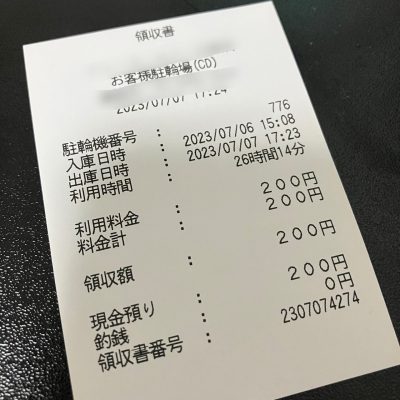 領収書
お客様駐輪場(CD)
2023/07/07 17:24
駐輪機番号 : 776
入庫日時 : 2023/07/06 15:08
出庫日時 : 2023/07/07 17:23
利用時間 : 26時間14分
利用料金 : 200円
料金計 : 200円
領収額 : 200円
現金預り : 200円
釣銭 : 0円
領収書番号 : 2307074274